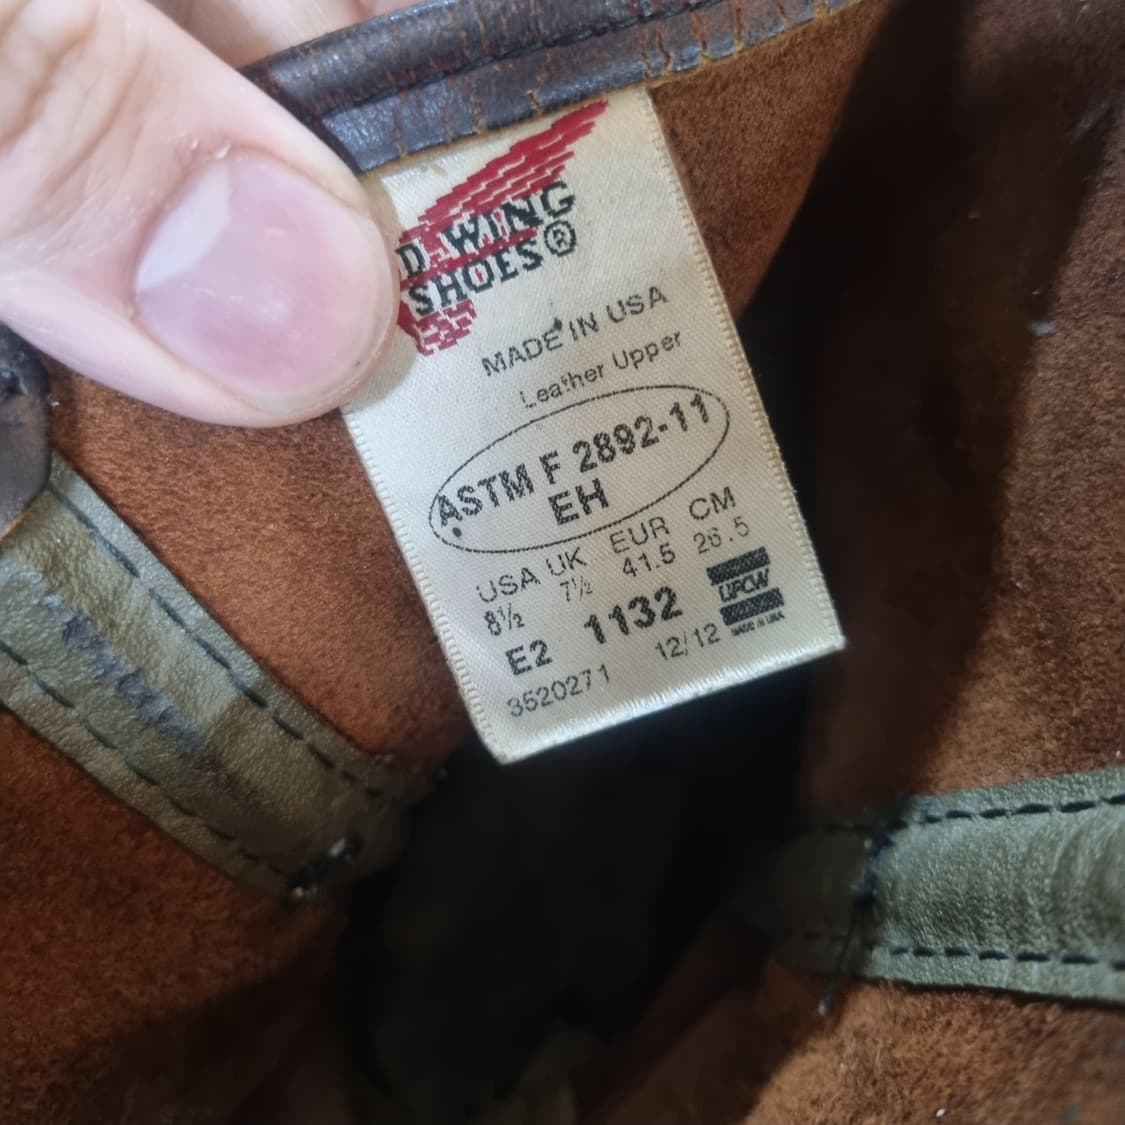 D WING
SHOES®
MADE IN USA
Leather Upper
ASTM F 2892-11
EH
USA UK EUR CM
8½ 7½ 41.5 26.5
E2 1132 UFCW
MADE IN USA
3520271 12/12